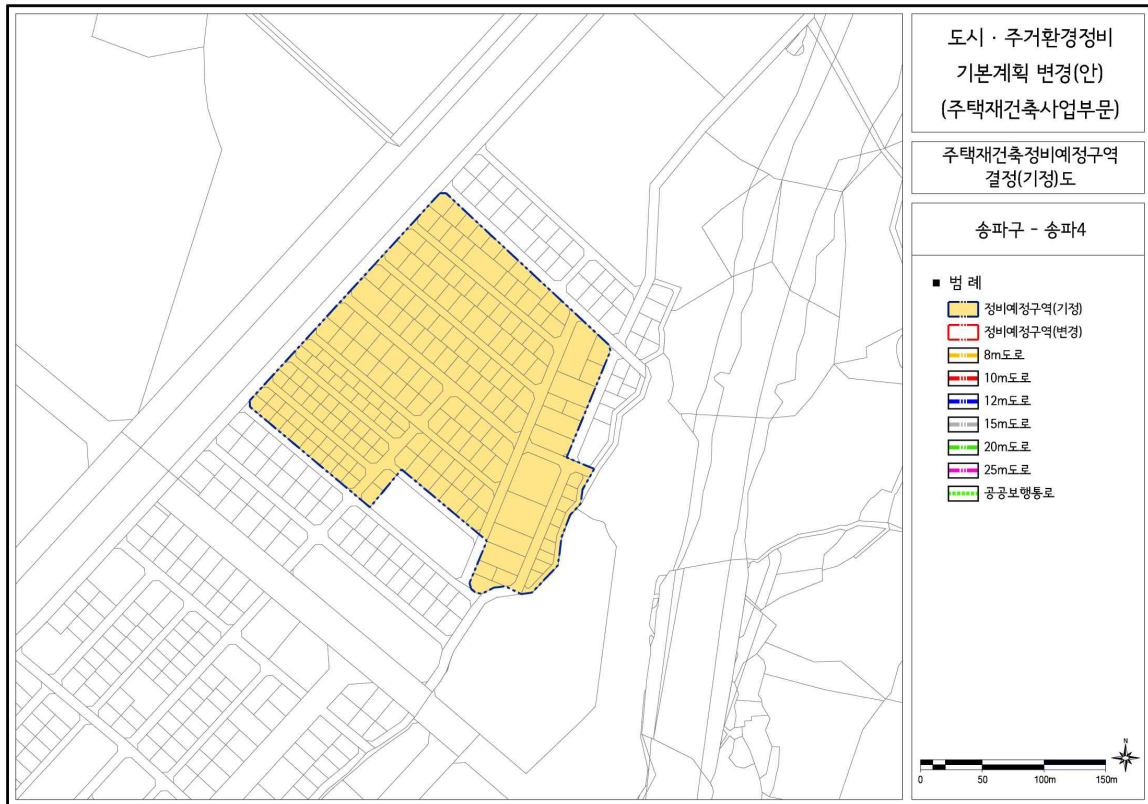 도시 · 주거환경정비
기본계획 변경(안)
(주택재건축사업부문)
주택재건축정비예정구역
결정(기정)도
송파구 - 송파4
■ 범 례
정비예정구역(기정)
정비예정구역(변경)
8m도로
10m도로
12m도로
15m도로
20m도로
25m도로
공공보행통로
N
0 50 100m 150m